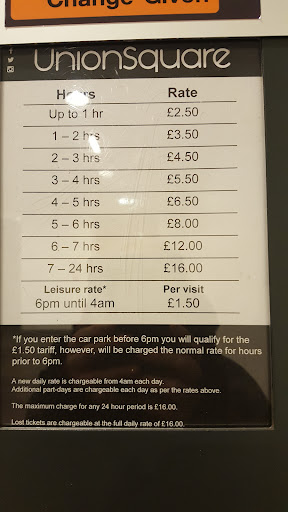 Change Given
UnionSquare
Hours Rate
Up to 1 hr £2.50
1 – 2 hrs £3.50
2 – 3 hrs £4.50
3 – 4 hrs £5.50
4 – 5 hrs £6.50
5 – 6 hrs £8.00
6 – 7 hrs £12.00
7 – 24 hrs £16.00
Leisure rate* Per visit
6pm until 4am £1.50
*If you enter the car park before 6pm you will qualify for the
£1.50 tariff, however, will be charged the normal rate for hours
prior to 6pm.
A new daily rate is chargeable from 4am each day.
Additional part-days are chargeable each day as per the rates above.
The maximum charge for any 24 hour period is £16.00.
Lost tickets are chargeable at the full daily rate of £16.00.